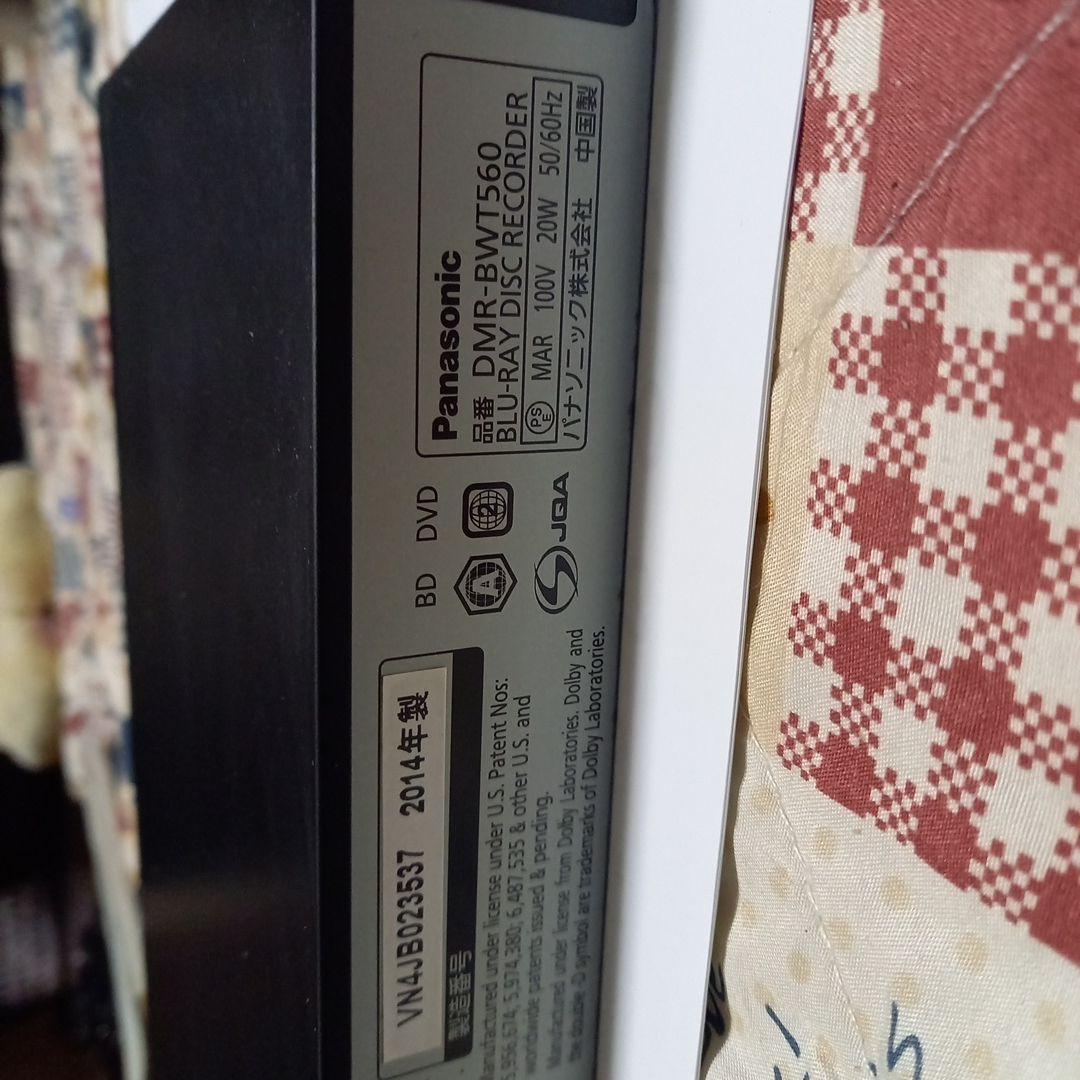 Panasonic
品番 DMR-BWT560
BLU-RAY DISC RECORDER
PS E MAR 100V 20W 50/60Hz
パナソニック株式会社 中国製
BD DVD
A 2
JQA
VN4JB023537 2014年製
製造番号
Manufactured under license under U.S. Patent Nos:
5,956,674; 5,974,380; 6,487,535 & other U.S. and
worldwide patents issued & pending.
Manufactured under license from Dolby Laboratories. Dolby and
the double-D symbol are trademarks of Dolby Laboratories.